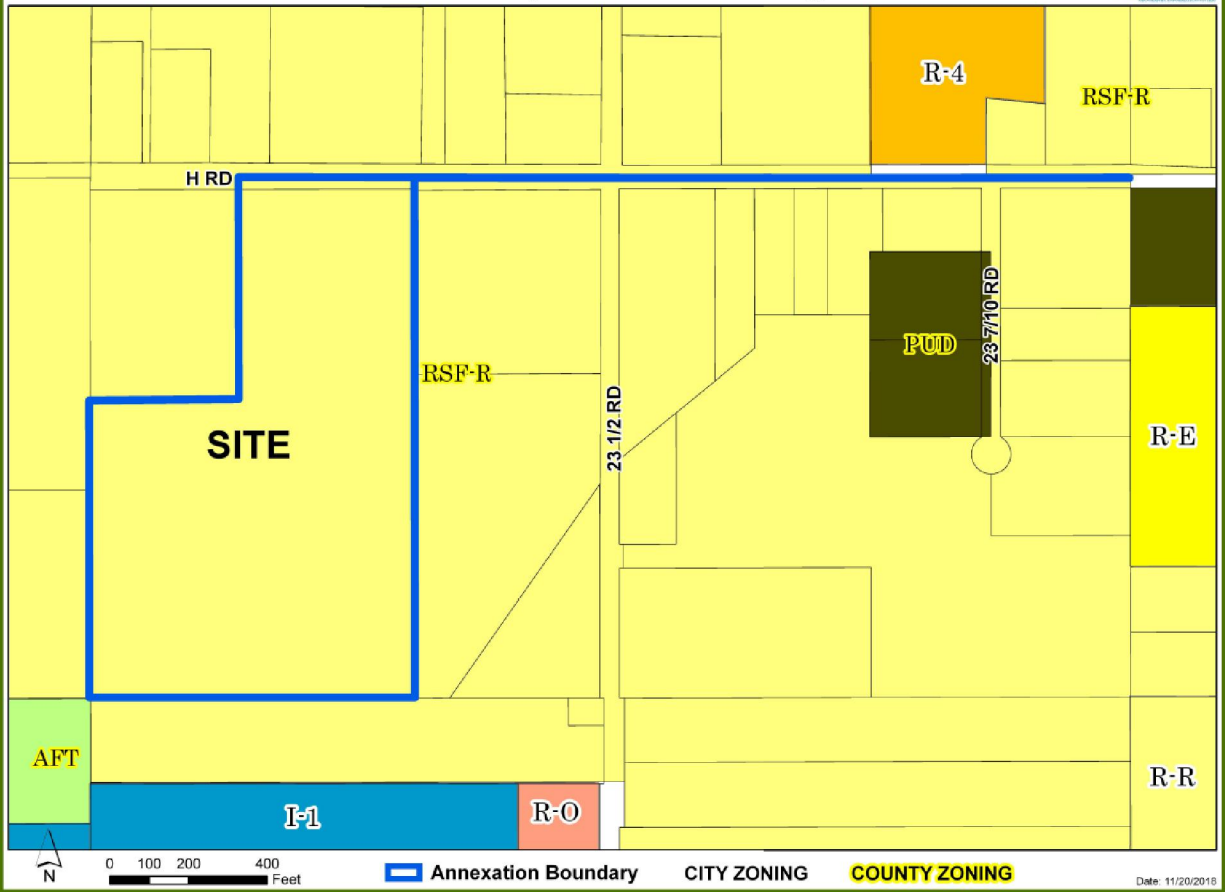 R-4
RSF-R
H RD
23 7/10 RD
PUD
RSF-R
23 1/2 RD
R-E
SITE
AFT
R-R
I-1
R-O
N
0 100 200 400
Feet
Annexation Boundary
CITY ZONING
COUNTY ZONING
Date: 11/20/2018